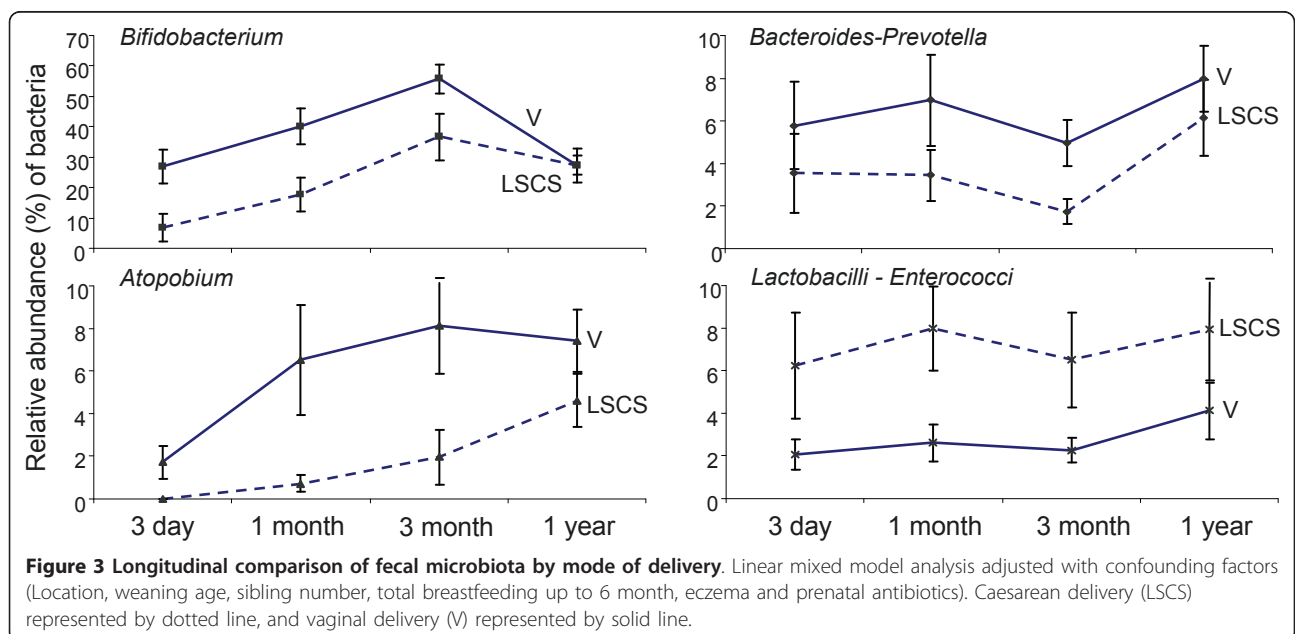 Relative abundance (%) of bacteria
Bifidobacterium
70
60
50
40
30
20
10
0
V
LSCS
Bacteroides-Prevotella
10
8
6
4
2
0
V
LSCS
Atopobium
10
8
6
4
2
0
V
LSCS
3 day 1 month 3 month 1 year
Lactobacilli - Enterococci
10
8
6
4
2
0
LSCS
V
3 day 1 month 3 month 1 year
Figure 3 Longitudinal comparison of fecal microbiota by mode of delivery. Linear mixed model analysis adjusted with confounding factors
(Location, weaning age, sibling number, total breastfeeding up to 6 month, eczema and prenatal antibiotics). Caesarean delivery (LSCS)
represented by dotted line, and vaginal delivery (V) represented by solid line.